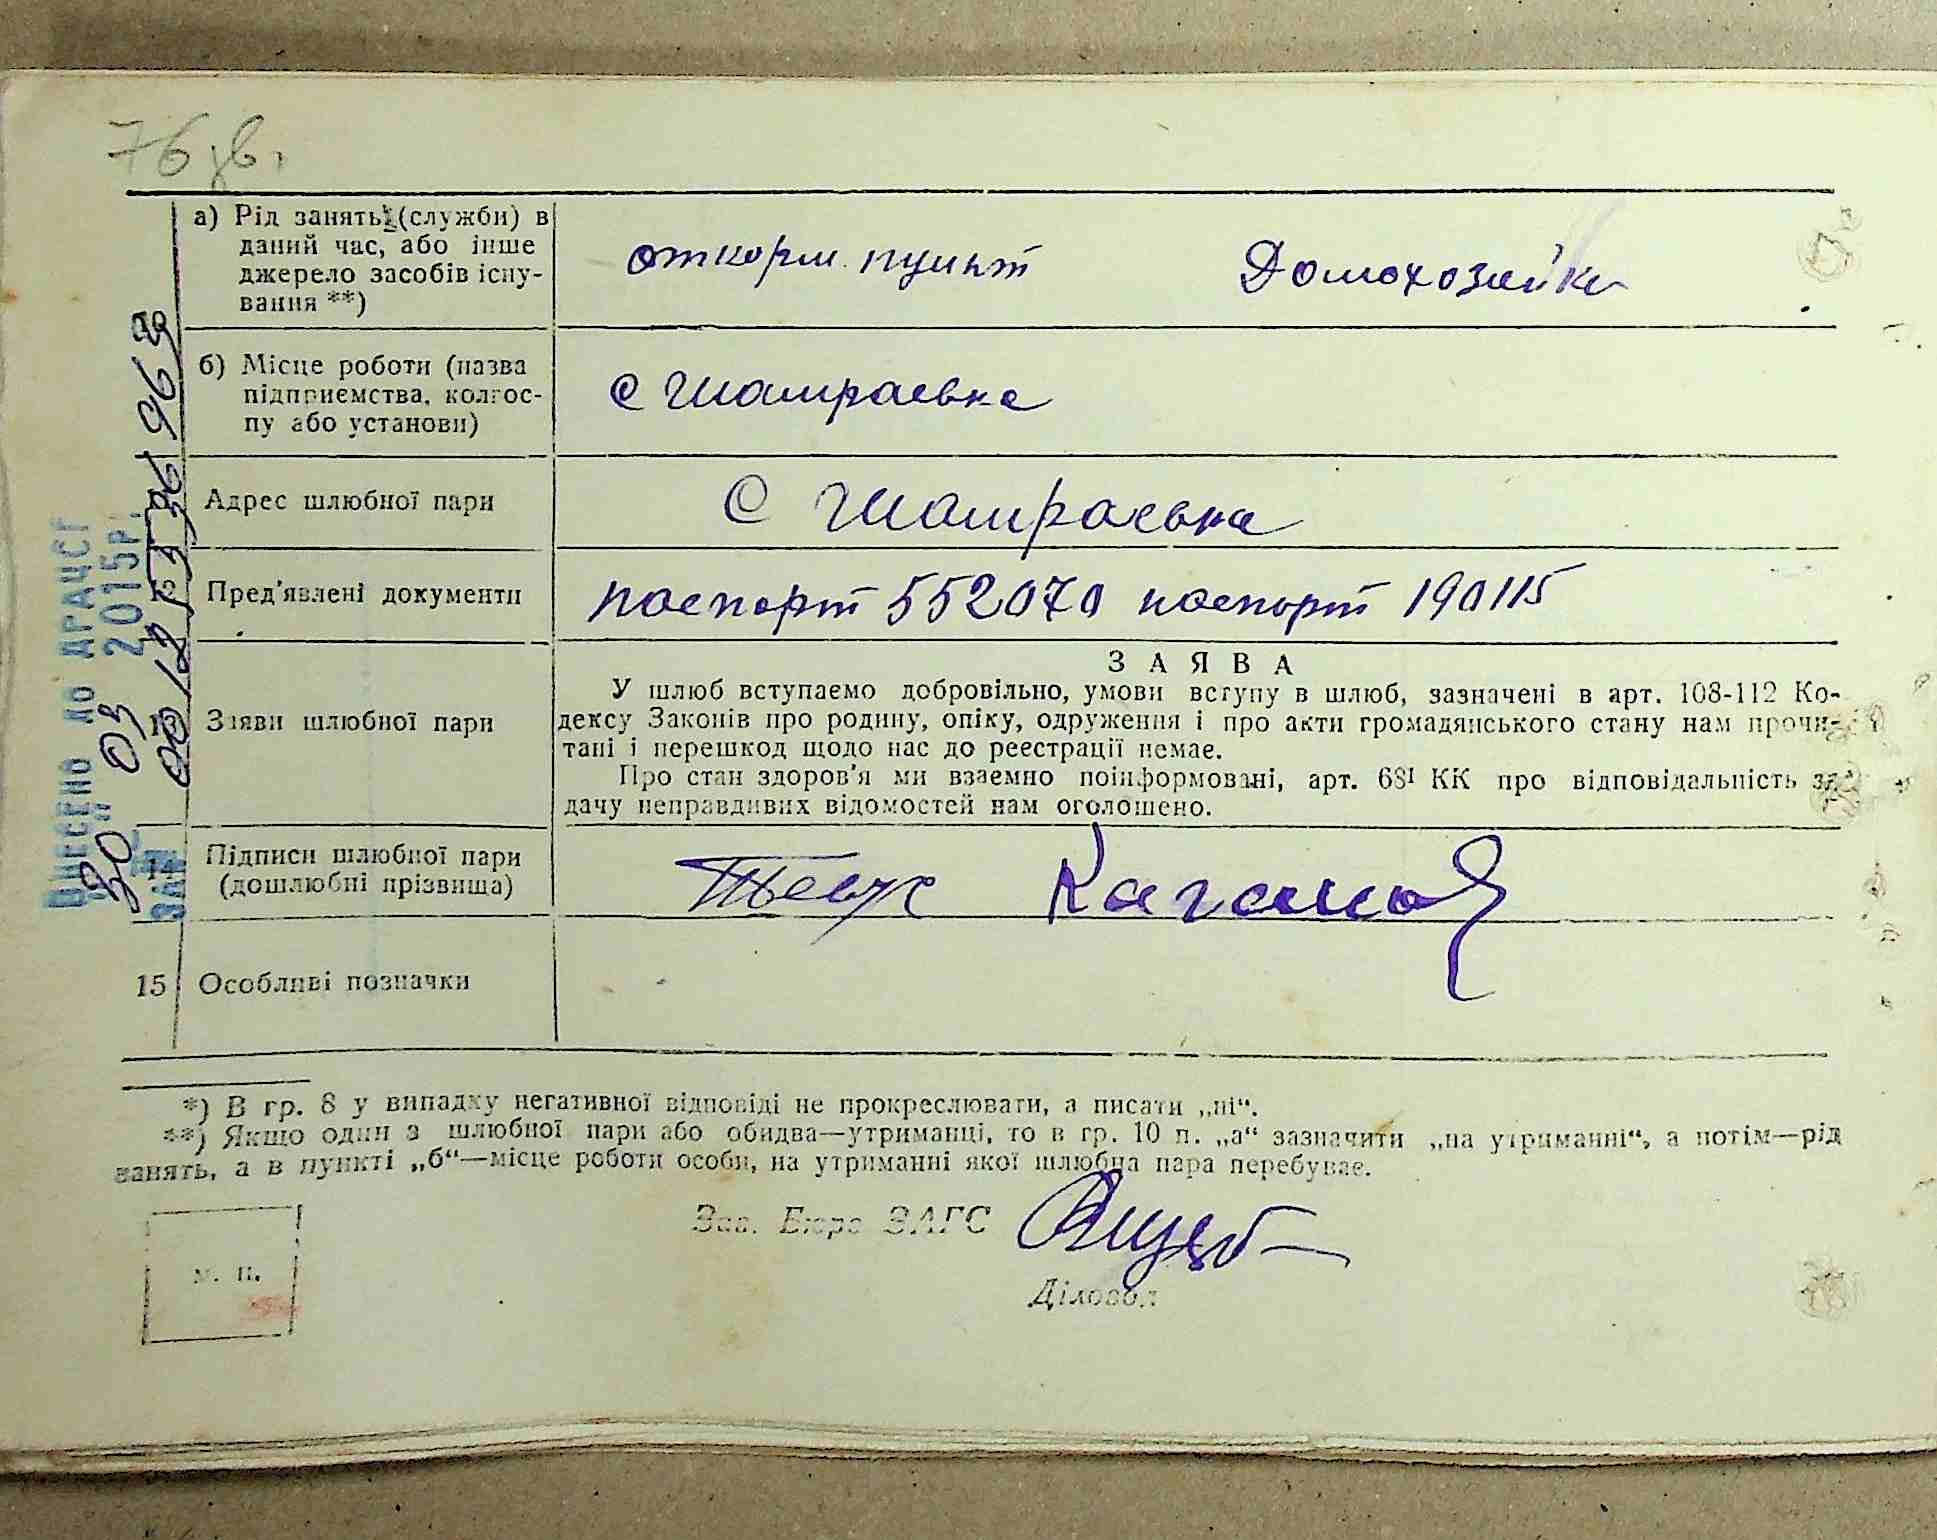 76 зв.
а) Рід занять (служби) в
даний час, або інше
джерело засобів існу-
вання **)
откорм. пункт Домохозяйка
б) Місце роботи (назва
підприємства, колгос-
пу або установи)
с Шамраевка
Адрес шлюбної пари
С Шамраевка
12 Пред'явлені документи
паспорт 552070 паспорт 190115
13 Заяви шлюбної пари
ЗАЯВА
У шлюб вступаємо добровільно, умови вступу в шлюб, зазначені в арт. 108-112 Ко-
дексу Законів про родину, опіку, одруження і про акти громадянського стану нам прочи-
тані і перешкод щодо нас до реєстрації немає.
Про стан здоров'я ми взаємно поінформовані, арт. 68¹ КК про відповідальність за
дачу неправдивих відомостей нам оголошено.
14 Підписи шлюбної пари
(дошлюбні прізвища)
15 Особливі позначки
*) В гр. 8 у випадку негативної відповіді не прокреслювати, а писати „ні“.
**) Якщо один з шлюбної пари або обидва—утриманці, то в гр. 10 п. „а“ зазначити „на утриманні“, а потім—рід
занять, а в пункті „б“—місце роботи особи, на утриманні якої шлюбна пара перебуває.
Зав. Бюро ЗАГС
Діловод
м. п.
Внесено до ДРАЦСГ
30 03 2015р.